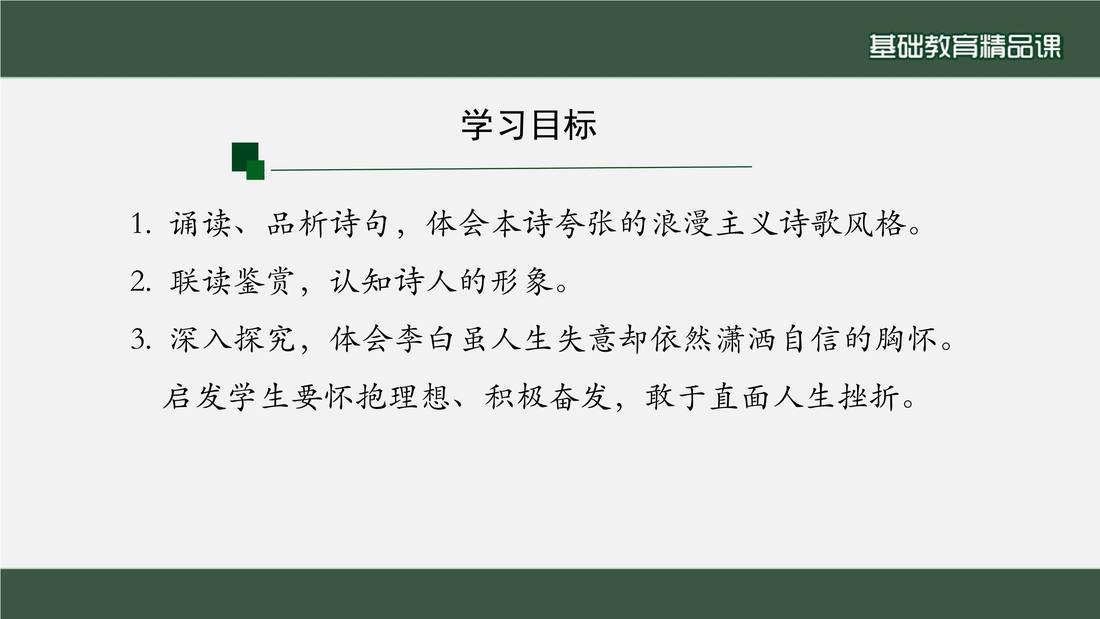 基础教育精品课
学习目标
1. 诵读、品析诗句，体会本诗夸张的浪漫主义诗歌风格。
2. 联读鉴赏，认知诗人的形象。
3. 深入探究，体会李白虽人生失意却依然潇洒自信的胸怀。
启发学生要怀抱理想、积极奋发，敢于直面人生挫折。